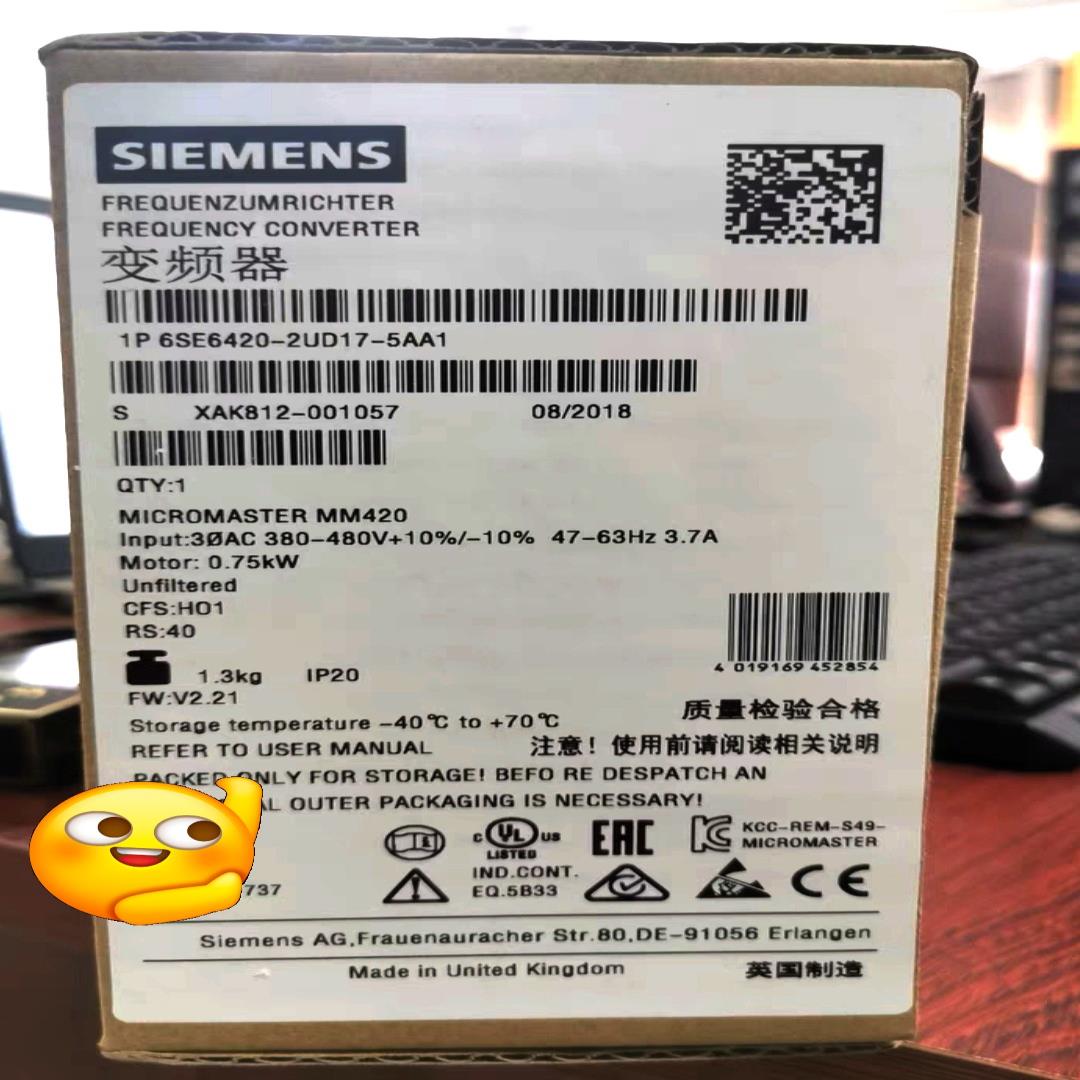 SIEMENS
FREQUENZUMRICHTER
FREQUENCY CONVERTER
变频器
1P 6SE6420-2UD17-5AA1
S XAK812-001057 08/2018
QTY:1
MICROMASTER MM420
Input:3ØAC 380-480V+10%/-10% 47-63Hz 3.7A
Motor: 0.75kW
Unfiltered
CFS:HO1
RS:40
1.3kg IP20
4 019169 452854
FW:V2.21
质量检验合格
Storage temperature -40℃ to +70℃
REFER TO USER MANUAL 注意！使用前请阅读相关说明
PACKED ONLY FOR STORAGE! BEFO RE DESPATCH AN
OUTER PACKAGING IS NECESSARY!
C UL US
LISTED
IND.CONT.
EQ.5B33
EAC
KCC-REM-S49-
MICROMASTER
CE
737
Siemens AG,Frauenauracher Str.80,DE-91056 Erlangen
Made in United Kingdom 英国制造